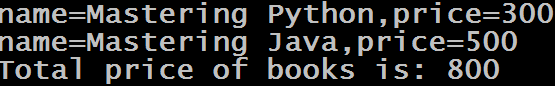 name=Mastering Python,price=300
name=Mastering Java,price=500
Total price of books is: 800